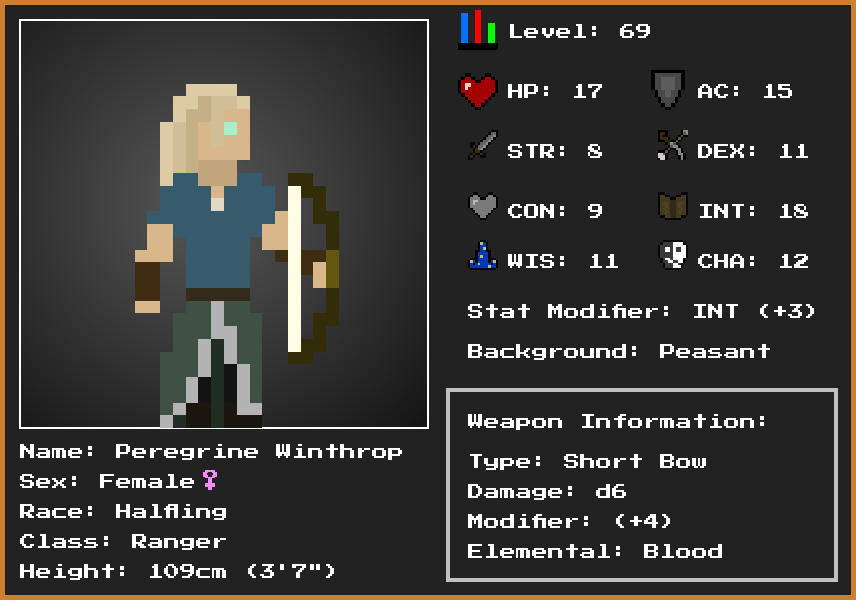 Level: 69
HP: 17 AC: 15
STR: 8 DEX: 11
CON: 9 INT: 18
WIS: 11 CHA: 12
Stat Modifier: INT (+3)
Background: Peasant
Weapon Information:
Type: Short Bow
Damage: d6
Modifier: (+4)
Elemental: Blood
Name: Peregrine Winthrop
Sex: Female♀
Race: Halfling
Class: Ranger
Height: 109cm (3'7")